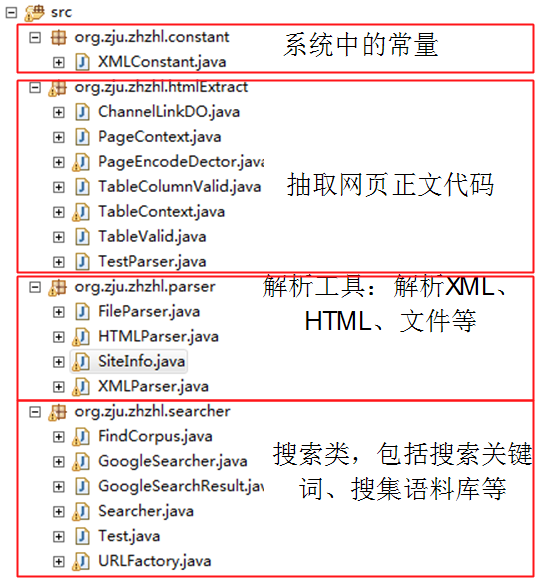 src
org.zju.zhzhl.constant
系统中的常量
XMLConstant.java
org.zju.zhzhl.htmlExtract
ChannelLinkDO.java
PageContext.java
PageEncodeDector.java
TableColumnValid.java
抽取网页正文代码
TableContext.java
TableValid.java
TestParser.java
org.zju.zhzhl.parser
解析工具：解析XML、
HTML、文件等
FileParser.java
HTMLParser.java
SiteInfo.java
XMLParser.java
org.zju.zhzhl.searcher
FindCorpus.java
搜索类，包括搜索关键
词、搜集语料库等
GoogleSearcher.java
GoogleSearchResult.java
Searcher.java
Test.java
URLFactory.java